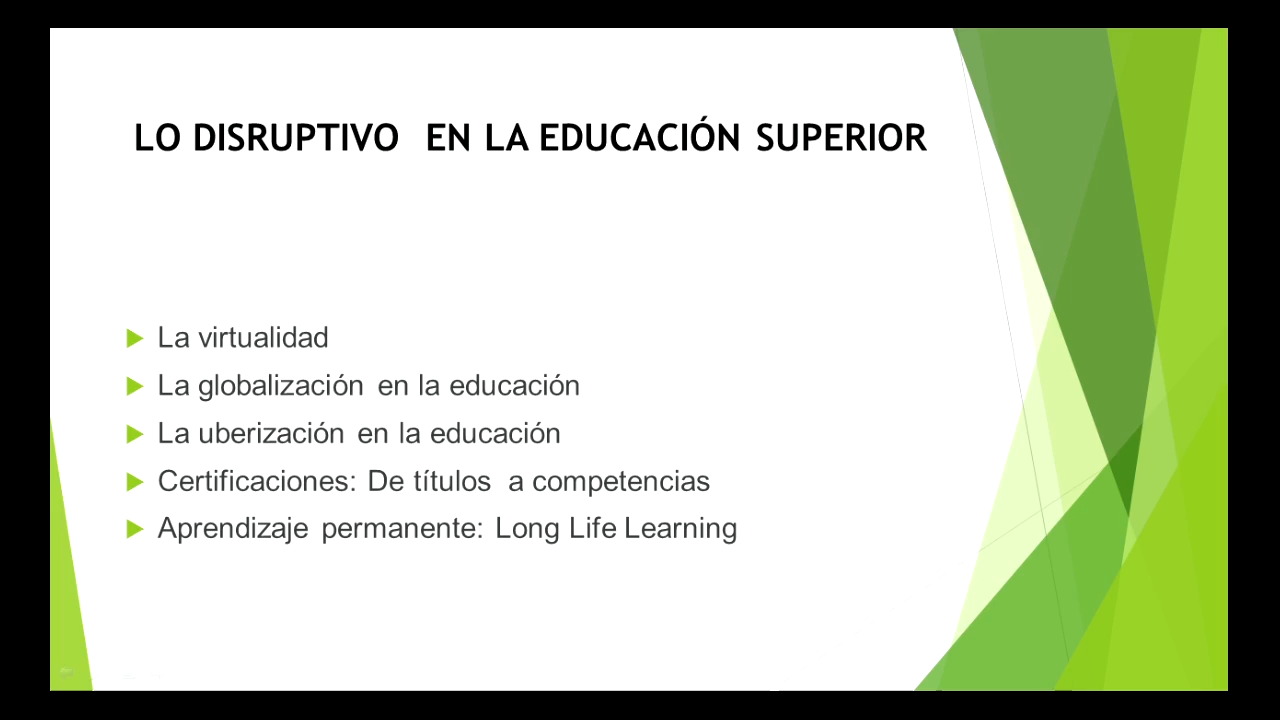 LO DISRUPTIVO EN LA EDUCACIÓN SUPERIOR
La virtualidad
La globalización en la educación
La uberización en la educación
Certificaciones: De títulos a competencias
Aprendizaje permanente: Long Life Learning